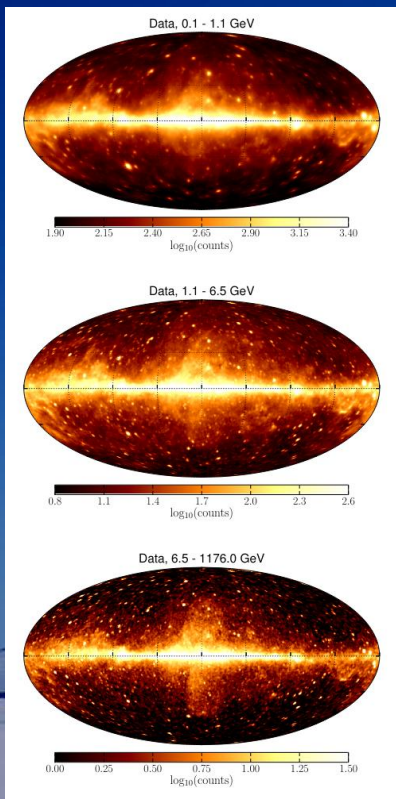 Data, 0.1 - 1.1 GeV
1.90 2.15 2.40 2.65 2.90 3.15 3.40
log₁₀(counts)
Data, 1.1 - 6.5 GeV
0.8 1.1 1.4 1.7 2.0 2.3 2.6
log₁₀(counts)
Data, 6.5 - 1176.0 GeV
0.00 0.25 0.50 0.75 1.00 1.25 1.50
log₁₀(counts)